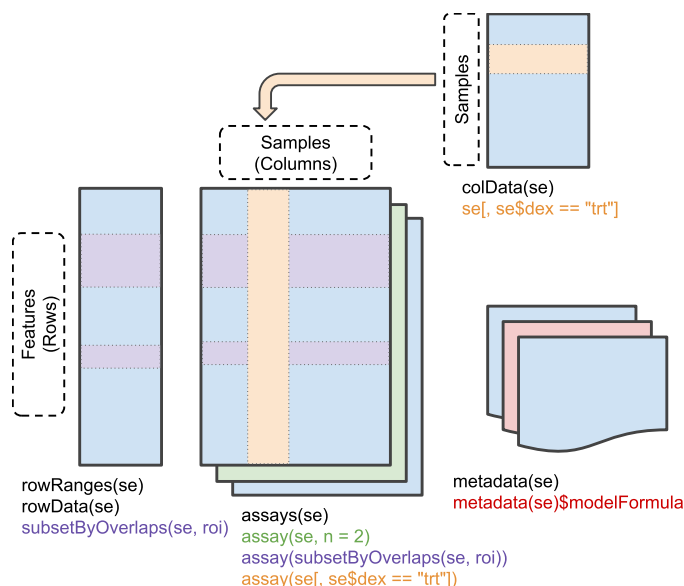 Samples
Samples
(Columns)
colData(se)
se[, se$dex == "trt"]
Features
(Rows)
rowRanges(se)
rowData(se)
subsetByOverlaps(se, roi)
assays(se)
assay(se, n = 2)
assay(subsetByOverlaps(se, roi))
assay(se[, se$dex == "trt"])
metadata(se)
metadata(se)$modelFormula